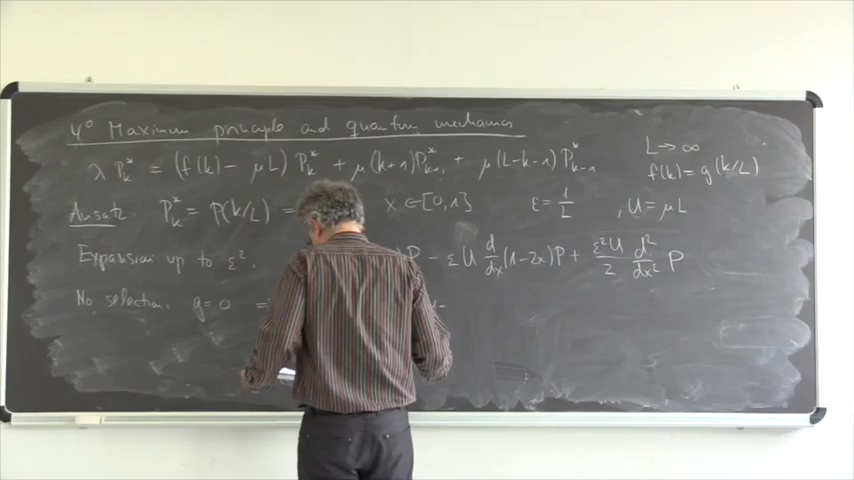 4° Maximum principle and quantum mechanics
λ P*ₖ = (f(k) - μL) P*ₖ + μ(k+1)P*ₖ₊₁ + μ(L-k-1)P*ₖ₋₁ L→∞
f(k) = g(k/L)
Ansatz. P*ₖ = p(k/L) = x∈[0,1] ε = 1/L , U = μL
Expansion up to ε². )P - εU d/dx (1-2x)P + ε²U/2 d²/dx² P
No selection. g=0 =